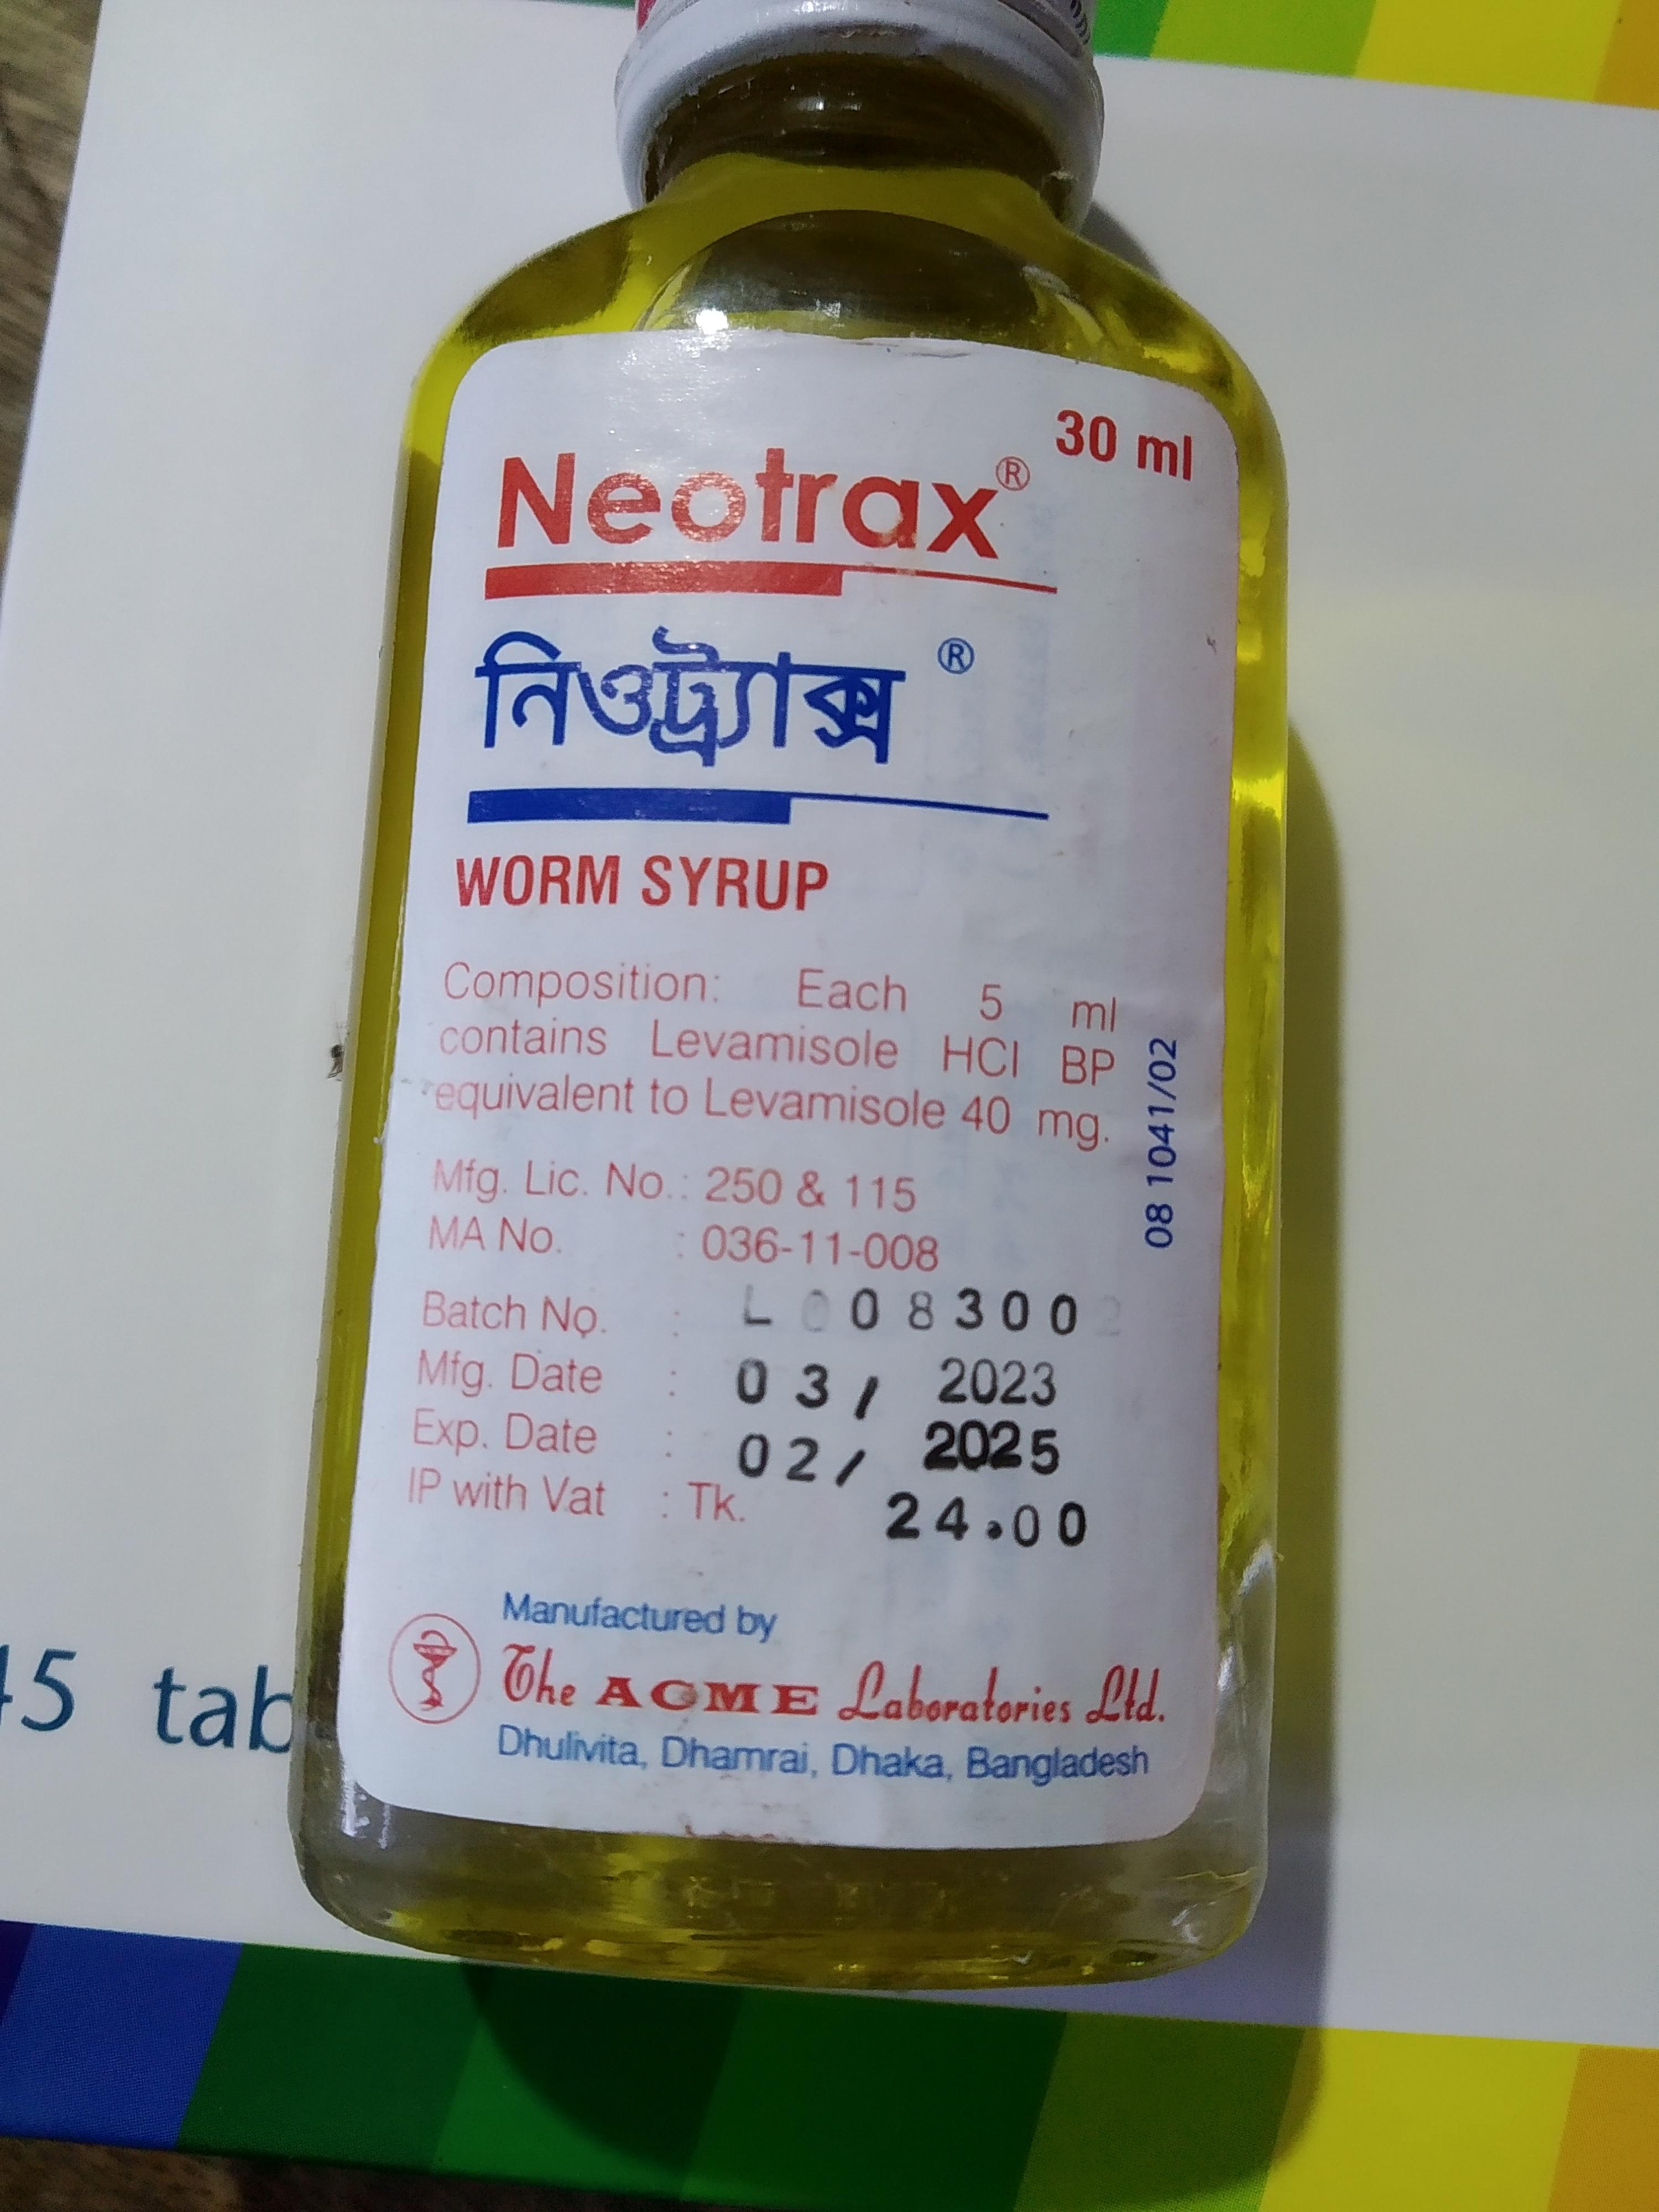 30 ml
Neotrax®
নিওট্র্যাক্স ®
WORM SYRUP
Composition: Each 5 ml
contains Levamisole HCl BP
equivalent to Levamisole 40 mg.
08 1041/02
Mfg. Lic. No.: 250 & 115
MA No. : 036-11-008
Batch No. : L0083002
Mfg. Date : 03/ 2023
Exp. Date : 02/ 2025
IP with Vat : Tk. 24.00
Manufactured by
The ACME Laboratories Ltd.
Dhulivita, Dhamrai, Dhaka, Bangladesh
45 tab